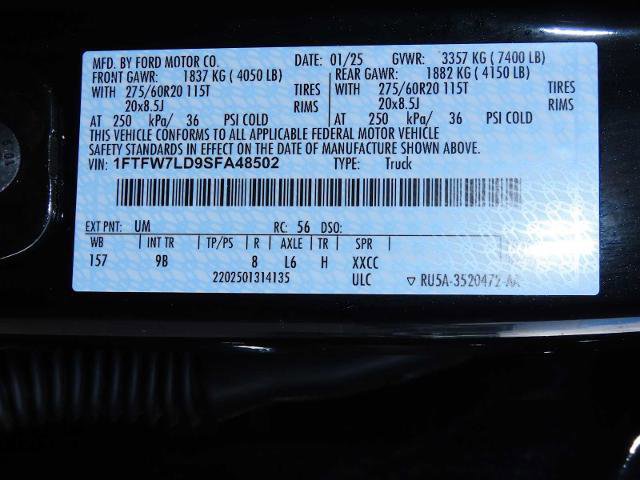 MFD. BY FORD MOTOR CO. DATE: 01/25 GVWR: 3357 KG ( 7400 LB)
FRONT GAWR: 1837 KG ( 4050 LB) REAR GAWR: 1882 KG ( 4150 LB)
WITH 275/60R20 115T TIRES WITH 275/60R20 115T TIRES
20x8.5J RIMS 20x8.5J RIMS
AT 250 kPa/ 36 PSI COLD AT 250 kPa/ 36 PSI COLD
THIS VEHICLE CONFORMS TO ALL APPLICABLE FEDERAL MOTOR VEHICLE
SAFETY STANDARDS IN EFFECT ON THE DATE OF MANUFACTURE SHOWN ABOVE.
VIN: 1FTFW7LD9SFA48502 TYPE: Truck
EXT PNT: UM RC: 56 DSO:
WB INT TR TP/PS R AXLE TR SPR
157 9B 8 L6 H XXCC
2202501314135 ULC ▽ RU5A-3520472-AA